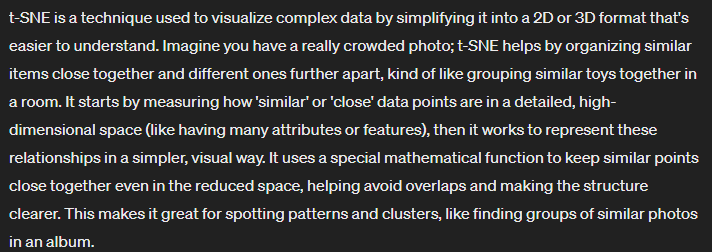 t-SNE is a technique used to visualize complex data by simplifying it into a 2D or 3D format that's
easier to understand. Imagine you have a really crowded photo; t-SNE helps by organizing similar
items close together and different ones further apart, kind of like grouping similar toys together in
a room. It starts by measuring how 'similar' or 'close' data points are in a detailed, high-
dimensional space (like having many attributes or features), then it works to represent these
relationships in a simpler, visual way. It uses a special mathematical function to keep similar points
close together even in the reduced space, helping avoid overlaps and making the structure
clearer. This makes it great for spotting patterns and clusters, like finding groups of similar photos
in an album.